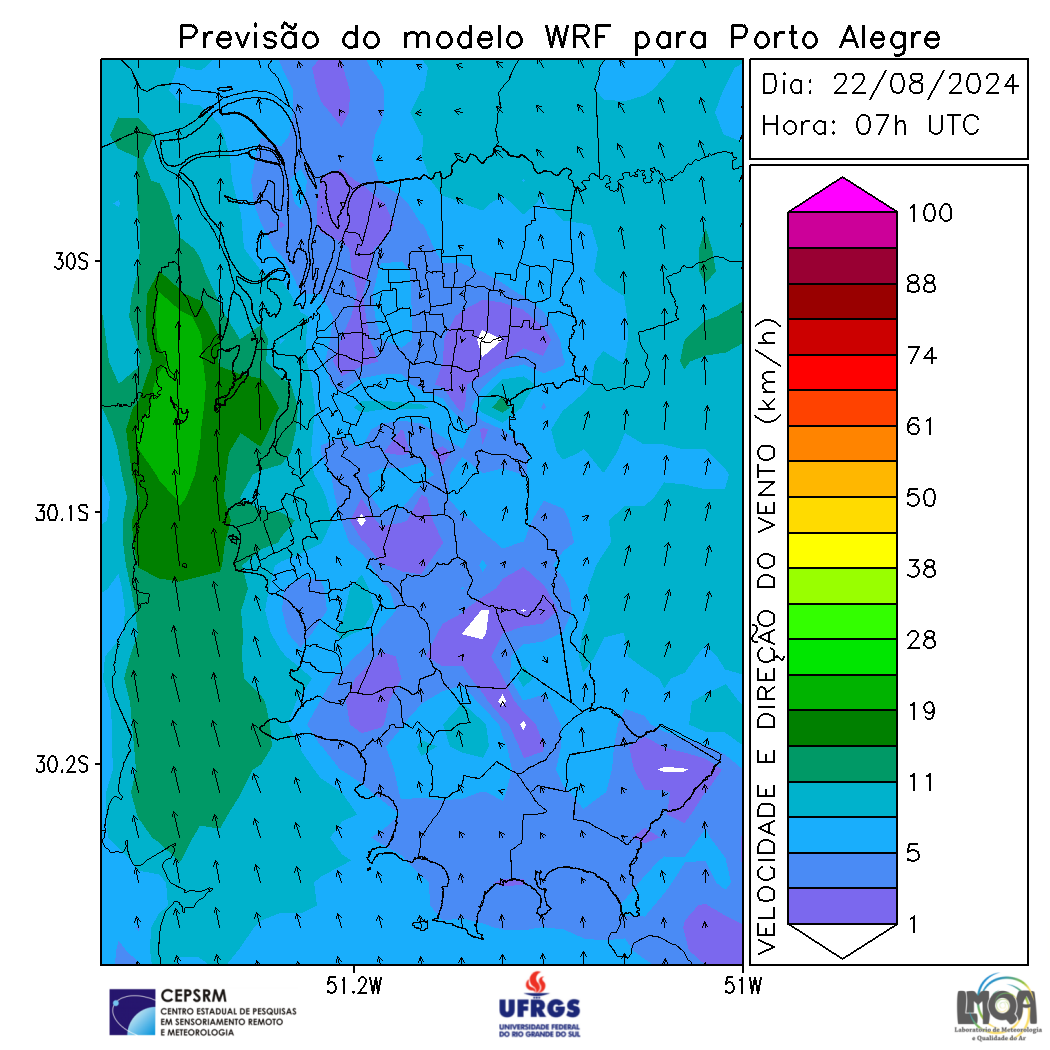 Previsão do modelo WRF para Porto Alegre
Dia: 22/08/2024
Hora: 07h UTC
30S
30.1S
30.2S
51.2W
51W
VELOCIDADE E DIREÇÃO DO VENTO (km/h)
100
88
74
61
50
38
28
19
11
5
1
CEPSRM
CENTRO ESTADUAL DE PESQUISAS
EM SENSORIAMENTO REMOTO
E METEOROLOGIA
UFRGS
UNIVERSIDADE FEDERAL
DO RIO GRANDE DO SUL
LMQA
Laboratório de Meteorologia
e Qualidade do Ar